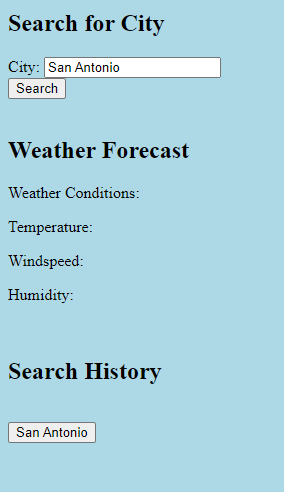 Search for City
City: San Antonio
Search
Weather Forecast
Weather Conditions:
Temperature:
Windspeed:
Humidity:
Search History
San Antonio